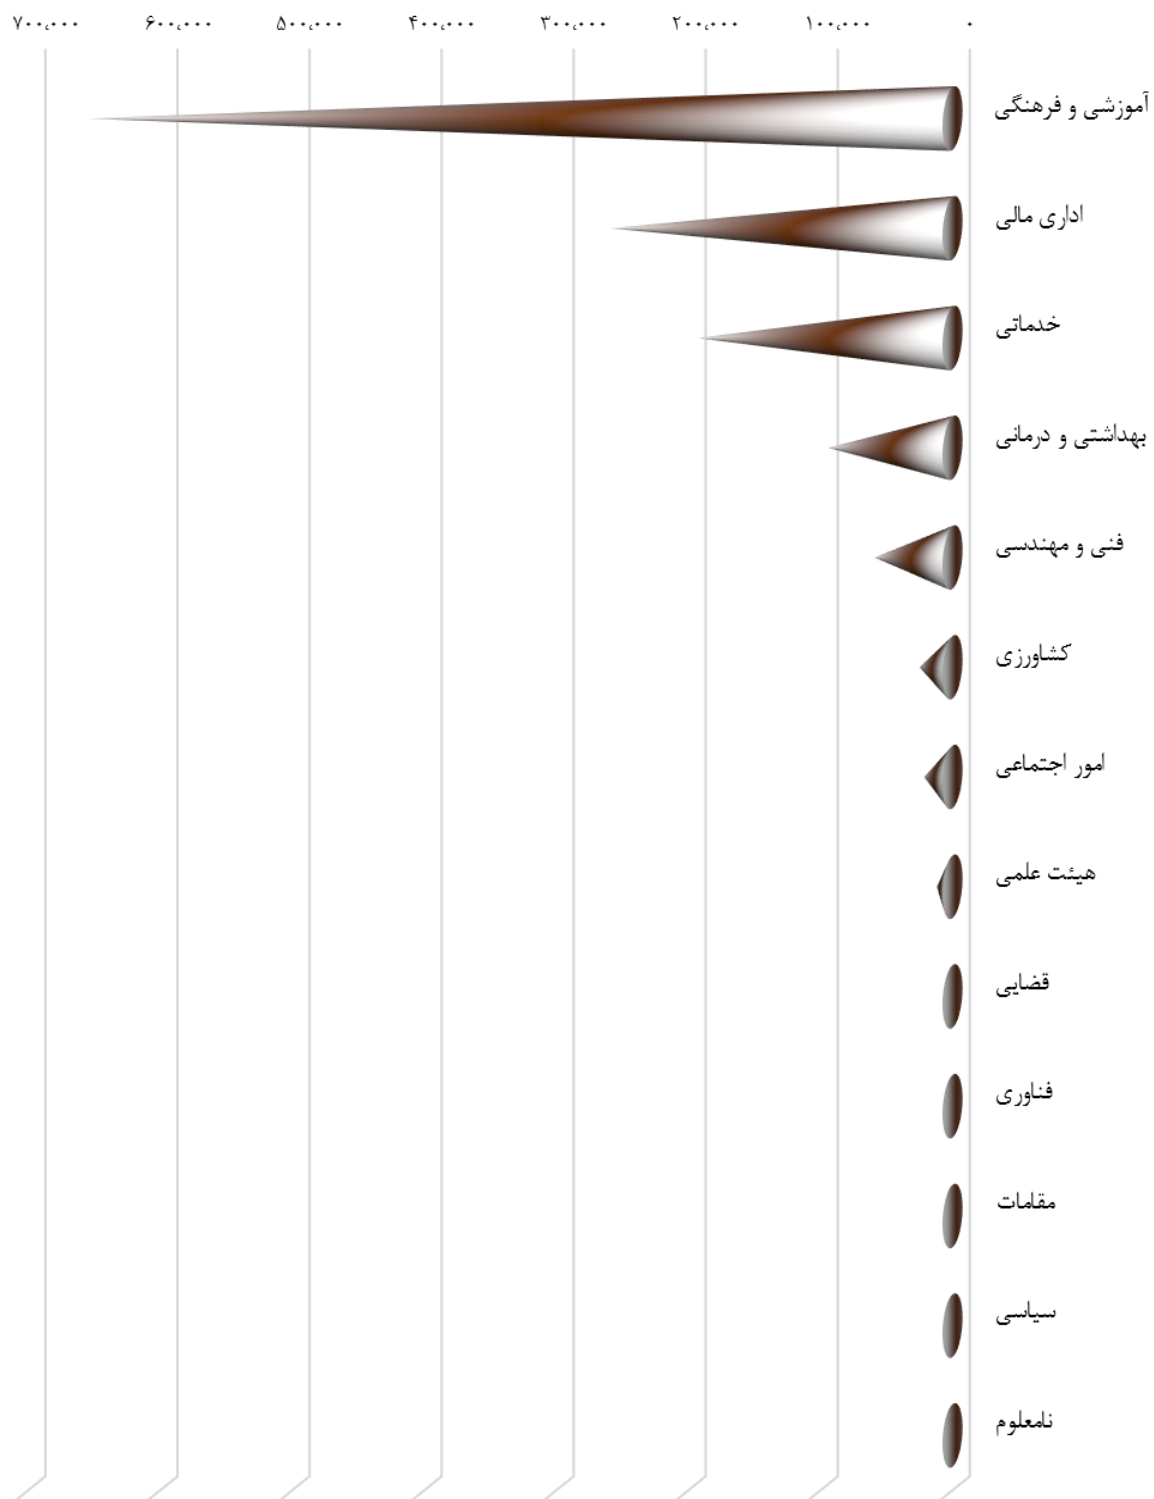 ۷۰۰,۰۰۰ ۶۰۰,۰۰۰ ۵۰۰,۰۰۰ ۴۰۰,۰۰۰ ۳۰۰,۰۰۰ ۲۰۰,۰۰۰ ۱۰۰,۰۰۰ ۰
آموزشی و فرهنگی
اداری مالی
خدماتی
بهداشتی و درمانی
فنی و مهندسی
کشاورزی
امور اجتماعی
هیئت علمی
قضایی
فناوری
مقامات
سیاسی
نامعلوم